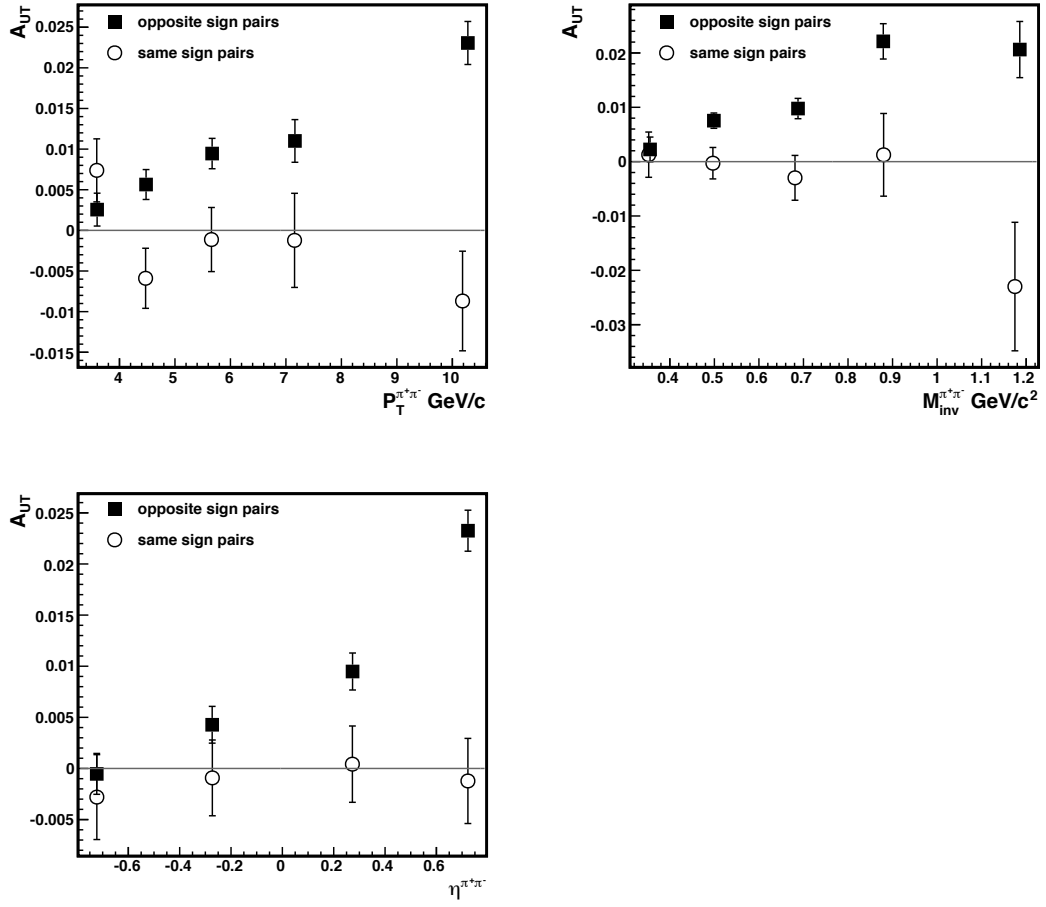 A_UT
0.025
0.02
0.015
0.01
0.005
0
-0.005
-0.01
-0.015
opposite sign pairs
same sign pairs
4 5 6 7 8 9 10
P_T^π⁺π⁻ GeV/c
A_UT
0.02
0.01
0
-0.01
-0.02
-0.03
opposite sign pairs
same sign pairs
0.4 0.5 0.6 0.7 0.8 0.9 1 1.1 1.2
M_inv^π⁺π⁻ GeV/c²
A_UT
0.025
0.02
0.015
0.01
0.005
0
-0.005
opposite sign pairs
same sign pairs
-0.6 -0.4 -0.2 0 0.2 0.4 0.6
η^π⁺π⁻